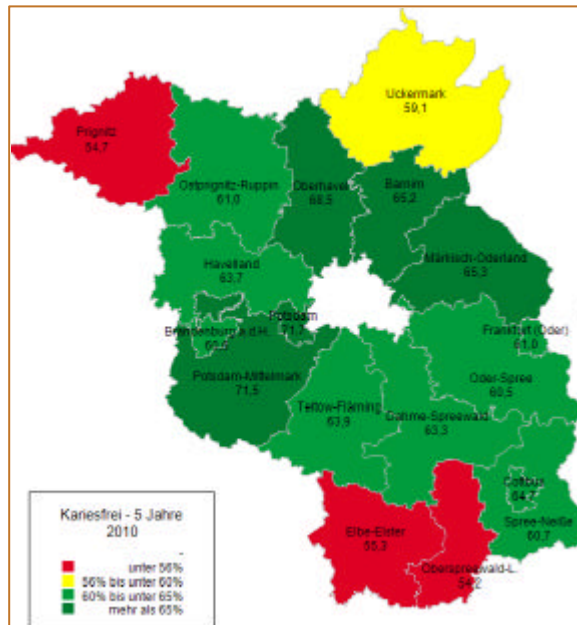 Uckermark
59,1
Prignitz
54,7
Ostprignitz-Ruppin
61,0
Oberhavel
68,5
Barnim
65,2
Märkisch-Oderland
65,3
Havelland
63,7
Potsdam
71,7
Brandenburg a.d.H.
Frankfurt (Oder)
61,0
Potsdam-Mittelmark
71,5
Oder-Spree
60,5
Teltow-Fläming
63,9
Dahme-Spreewald
63,3
Cottbus
64,7
Spree-Neiße
60,7
Elbe-Elster
55,3
Oberspreewald-L.
54,2
Kariesfrei - 5 Jahre
2010
-
unter 56%
56% bis unter 60%
60% bis unter 65%
mehr als 65%